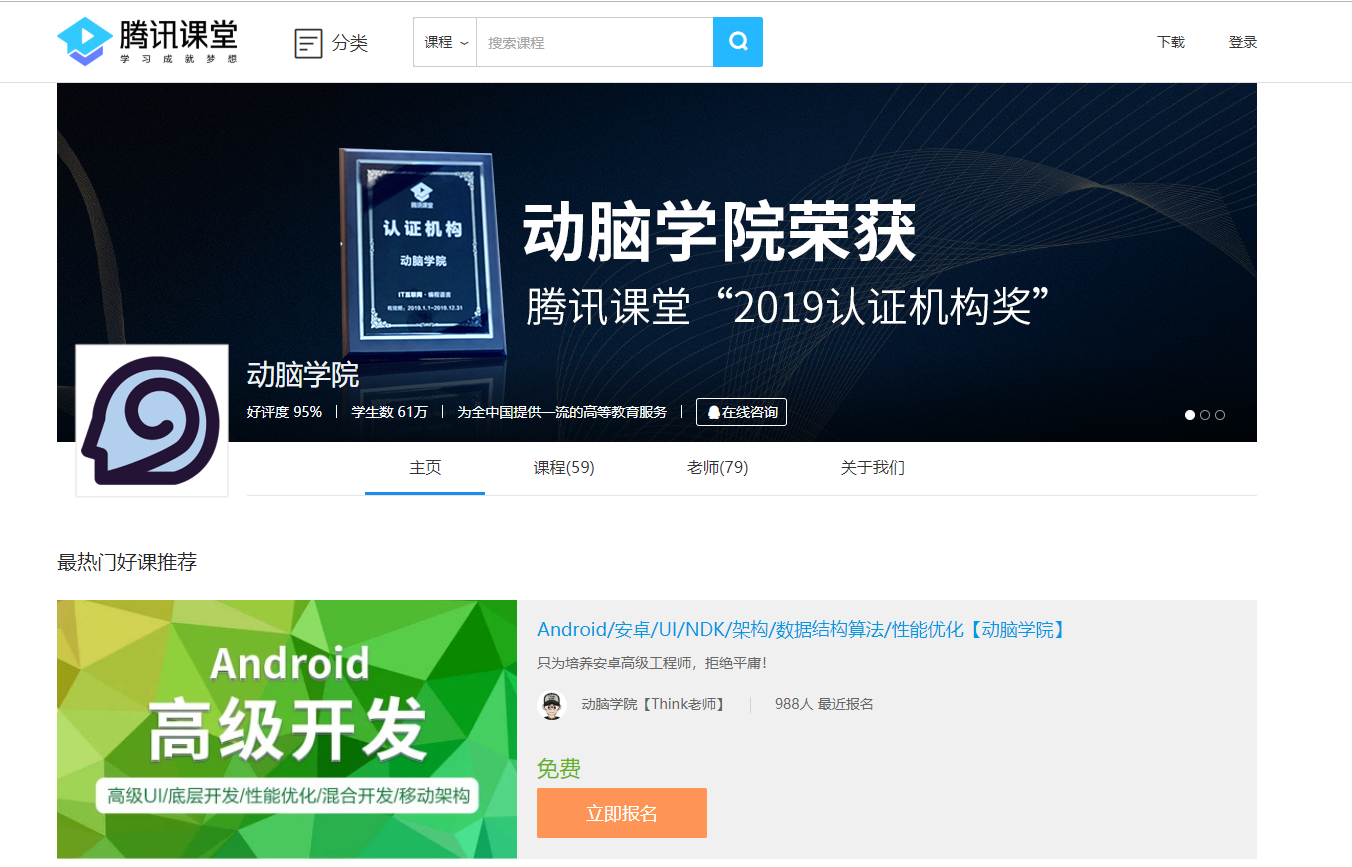 腾讯课堂
学习成就梦想
分类
课程
搜索课程
下载
登录
腾讯课堂
认证机构
动脑学院
IT互联网·编程语言
有效期：2019.1.1-2019.12.31
动脑学院荣获
腾讯课堂“2019认证机构奖”
动脑学院
好评度 95%
学生数 61万
为全中国提供一流的高等教育服务
在线咨询
主页
课程(59)
老师(79)
关于我们
最热门好课推荐
Android
高级开发
高级UI/底层开发/性能优化/混合开发/移动架构
Android/安卓/UI/NDK/架构/数据结构算法/性能优化【动脑学院】
只为培养安卓高级工程师，拒绝平庸！
动脑学院【Think老师】
988人 最近报名
免费
立即报名